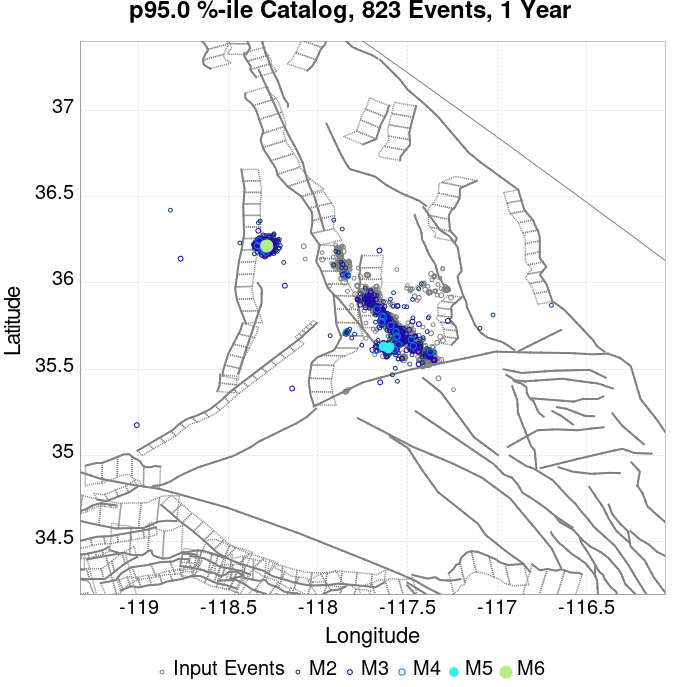 p95.0 %-ile Catalog, 823 Events, 1 Year
37
36.5
36
35.5
35
34.5
Latitude
-119 -118.5 -118 -117.5 -117 -116.5
Longitude
Input Events M2 M3 M4 M5 M6